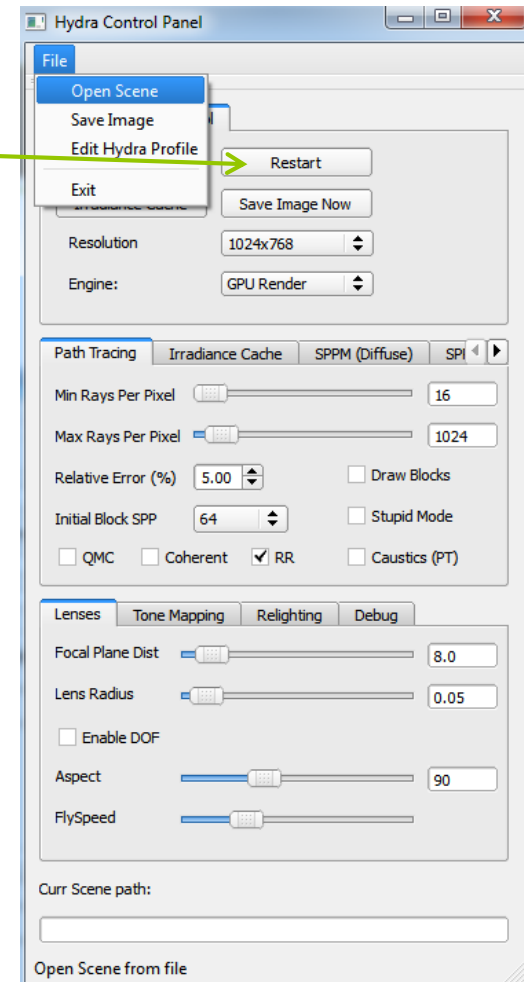 Hydra Control Panel
File
Open Scene
Save Image
Edit Hydra Profile
Exit
Restart
Irradiance Cache Save Image Now
Resolution 1024x768
Engine: GPU Render
Path Tracing Irradiance Cache SPPM (Diffuse)
Min Rays Per Pixel 16
Max Rays Per Pixel 1024
Relative Error (%) 5.00 Draw Blocks
Initial Block SPP 64 Stupid Mode
QMC Coherent RR Caustics (PT)
Lenses Tone Mapping Relighting Debug
Focal Plane Dist 8.0
Lens Radius 0.05
Enable DOF
Aspect 90
FlySpeed
Curr Scene path:
Open Scene from file